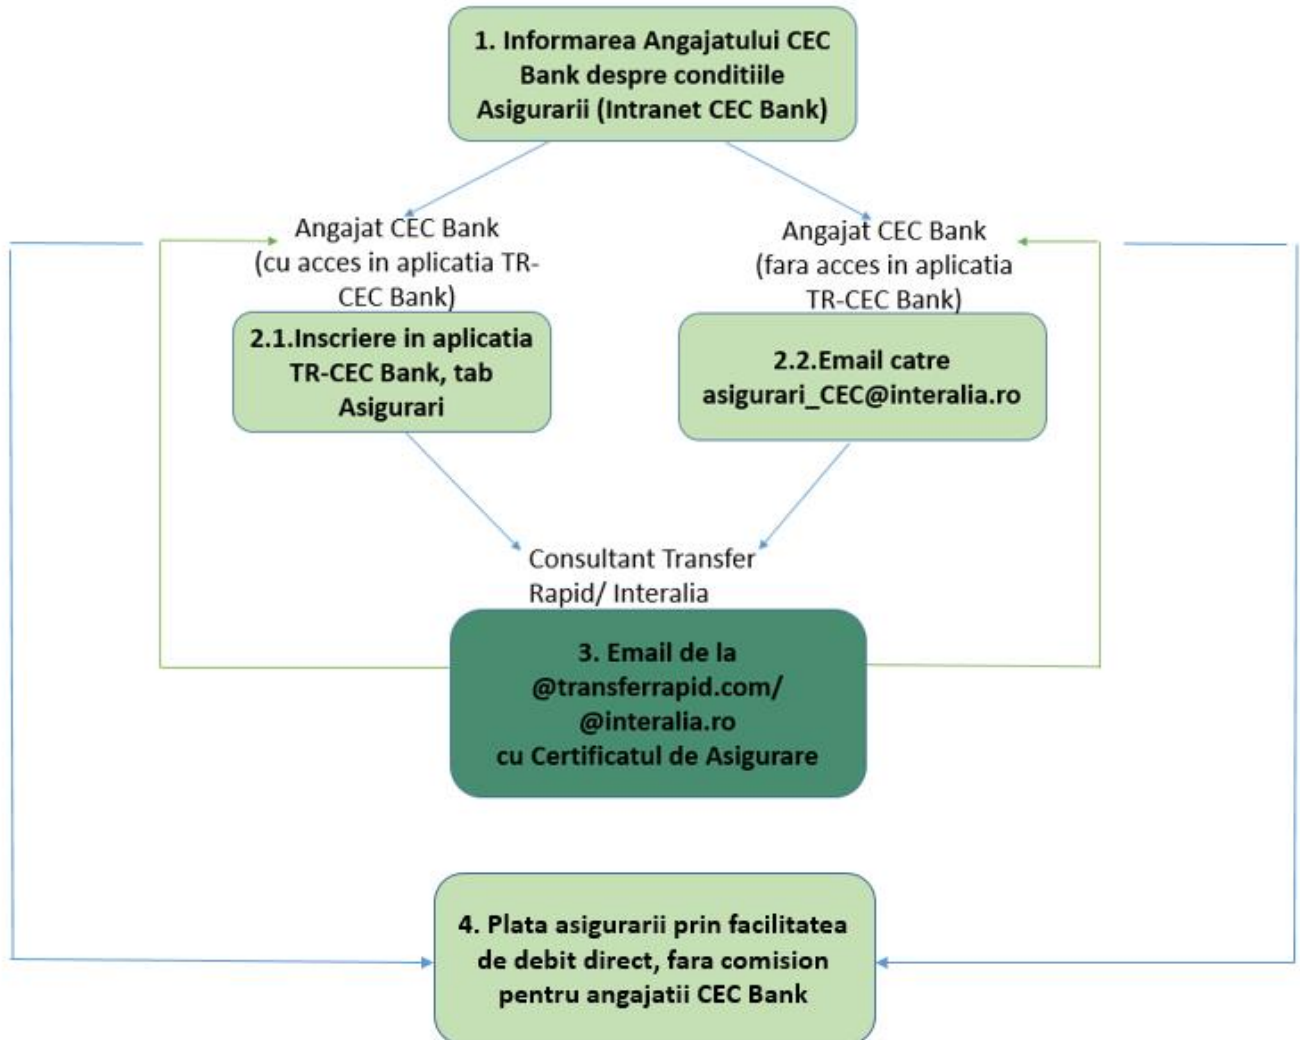 1. Informarea Angajatului CEC
Bank despre conditiile
Asigurarii (Intranet CEC Bank)
Angajat CEC Bank
(cu acces in aplicatia TR-
CEC Bank)
2.1.Inscriere in aplicatia
TR-CEC Bank, tab
Asigurari
Angajat CEC Bank
(fara acces in aplicatia
TR-CEC Bank)
2.2.Email catre
asigurari_CEC@interalia.ro
Consultant Transfer
Rapid/ Interalia
3. Email de la
@transferrapid.com/
@interalia.ro
cu Certificatul de Asigurare
4. Plata asigurarii prin facilitatea
de debit direct, fara comision
pentru angajatii CEC Bank